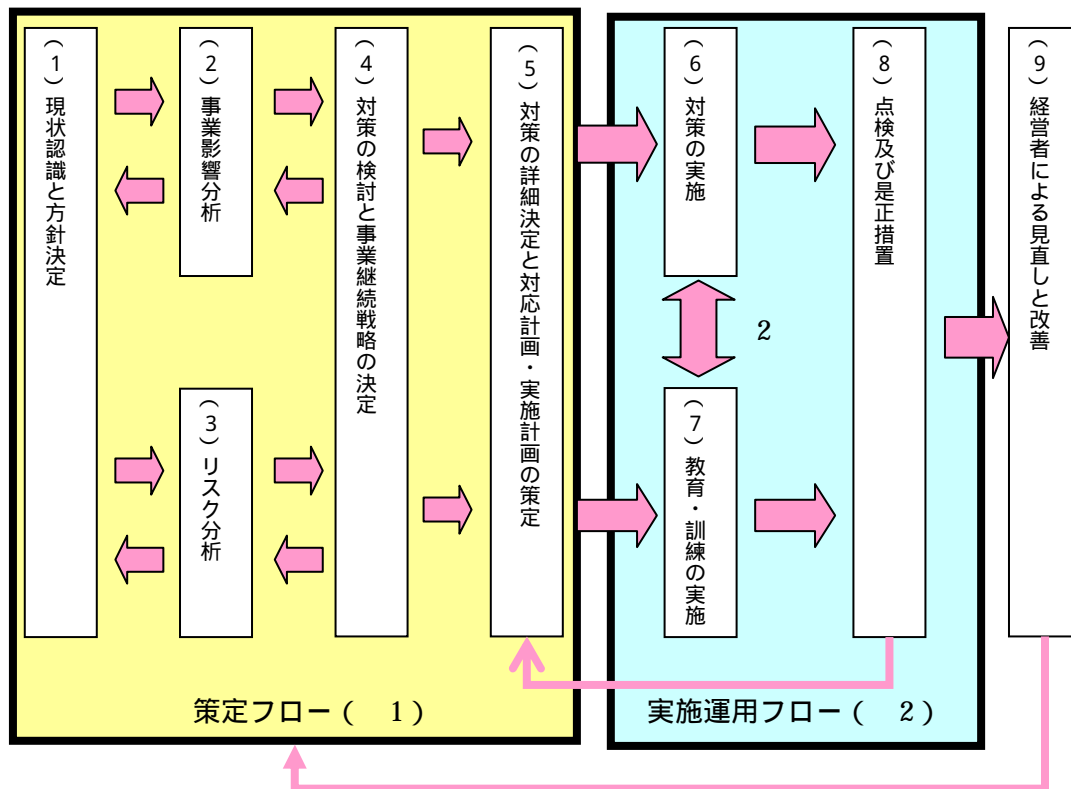 (1)現状認識と方針決定
(2)事業影響分析
(3)リスク分析
(4)対策の検討と事業継続戦略の決定
(5)対策の詳細決定と対応計画・実施計画の策定
(6)対策の実施
2
(7)教育・訓練の実施
(8)点検及び是正措置
(9)経営者による見直しと改善
策定フロー(　1)
実施運用フロー(　2)